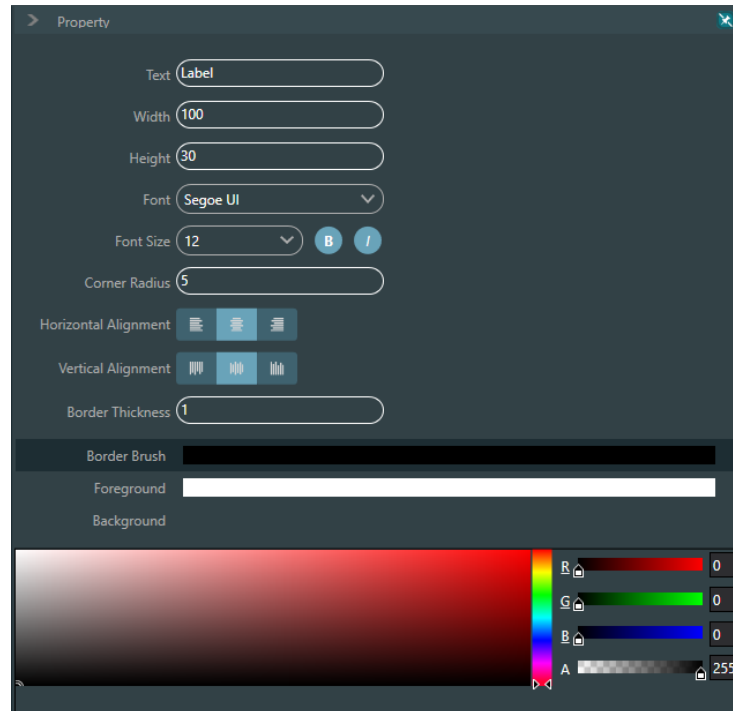 Property
Text Label
Width 100
Height 30
Font Segoe UI
Font Size 12 B I
Corner Radius 5
Horizontal Alignment
Vertical Alignment
Border Thickness 1
Border Brush
Foreground
Background
R 0
G 0
B 0
A 255